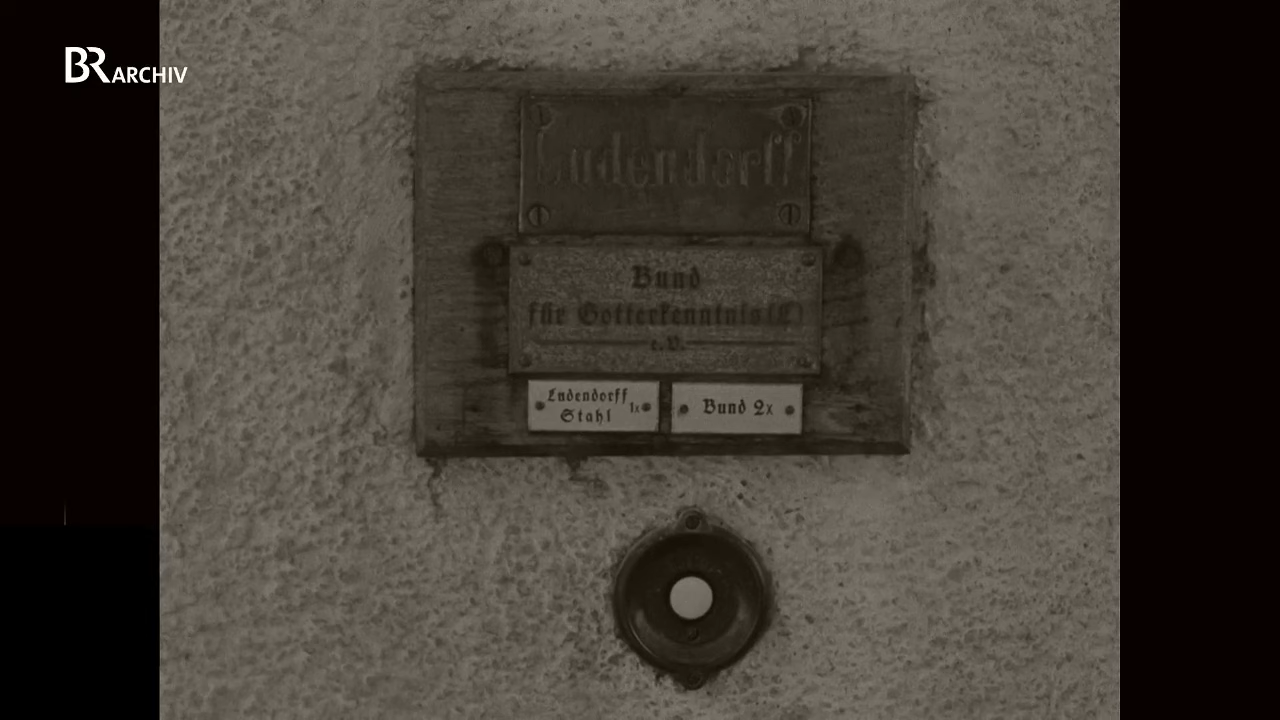 BR ARCHIV
Ludendorff
Bund
für Gotterkenntnis (L)
e.V.
Ludendorff 1x
Stahl
Bund 2x